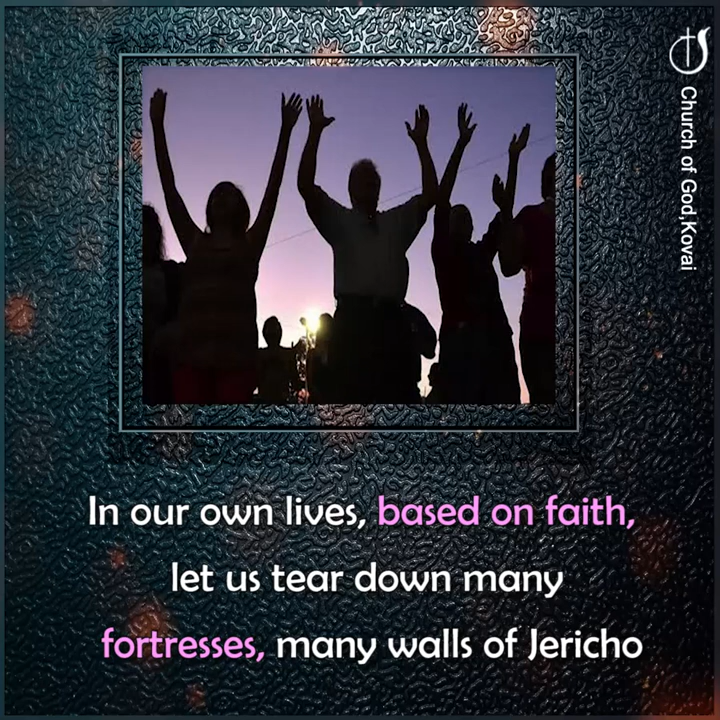 Church of God,Kovai
In our own lives, based on faith,
let us tear down many
fortresses, many walls of Jericho